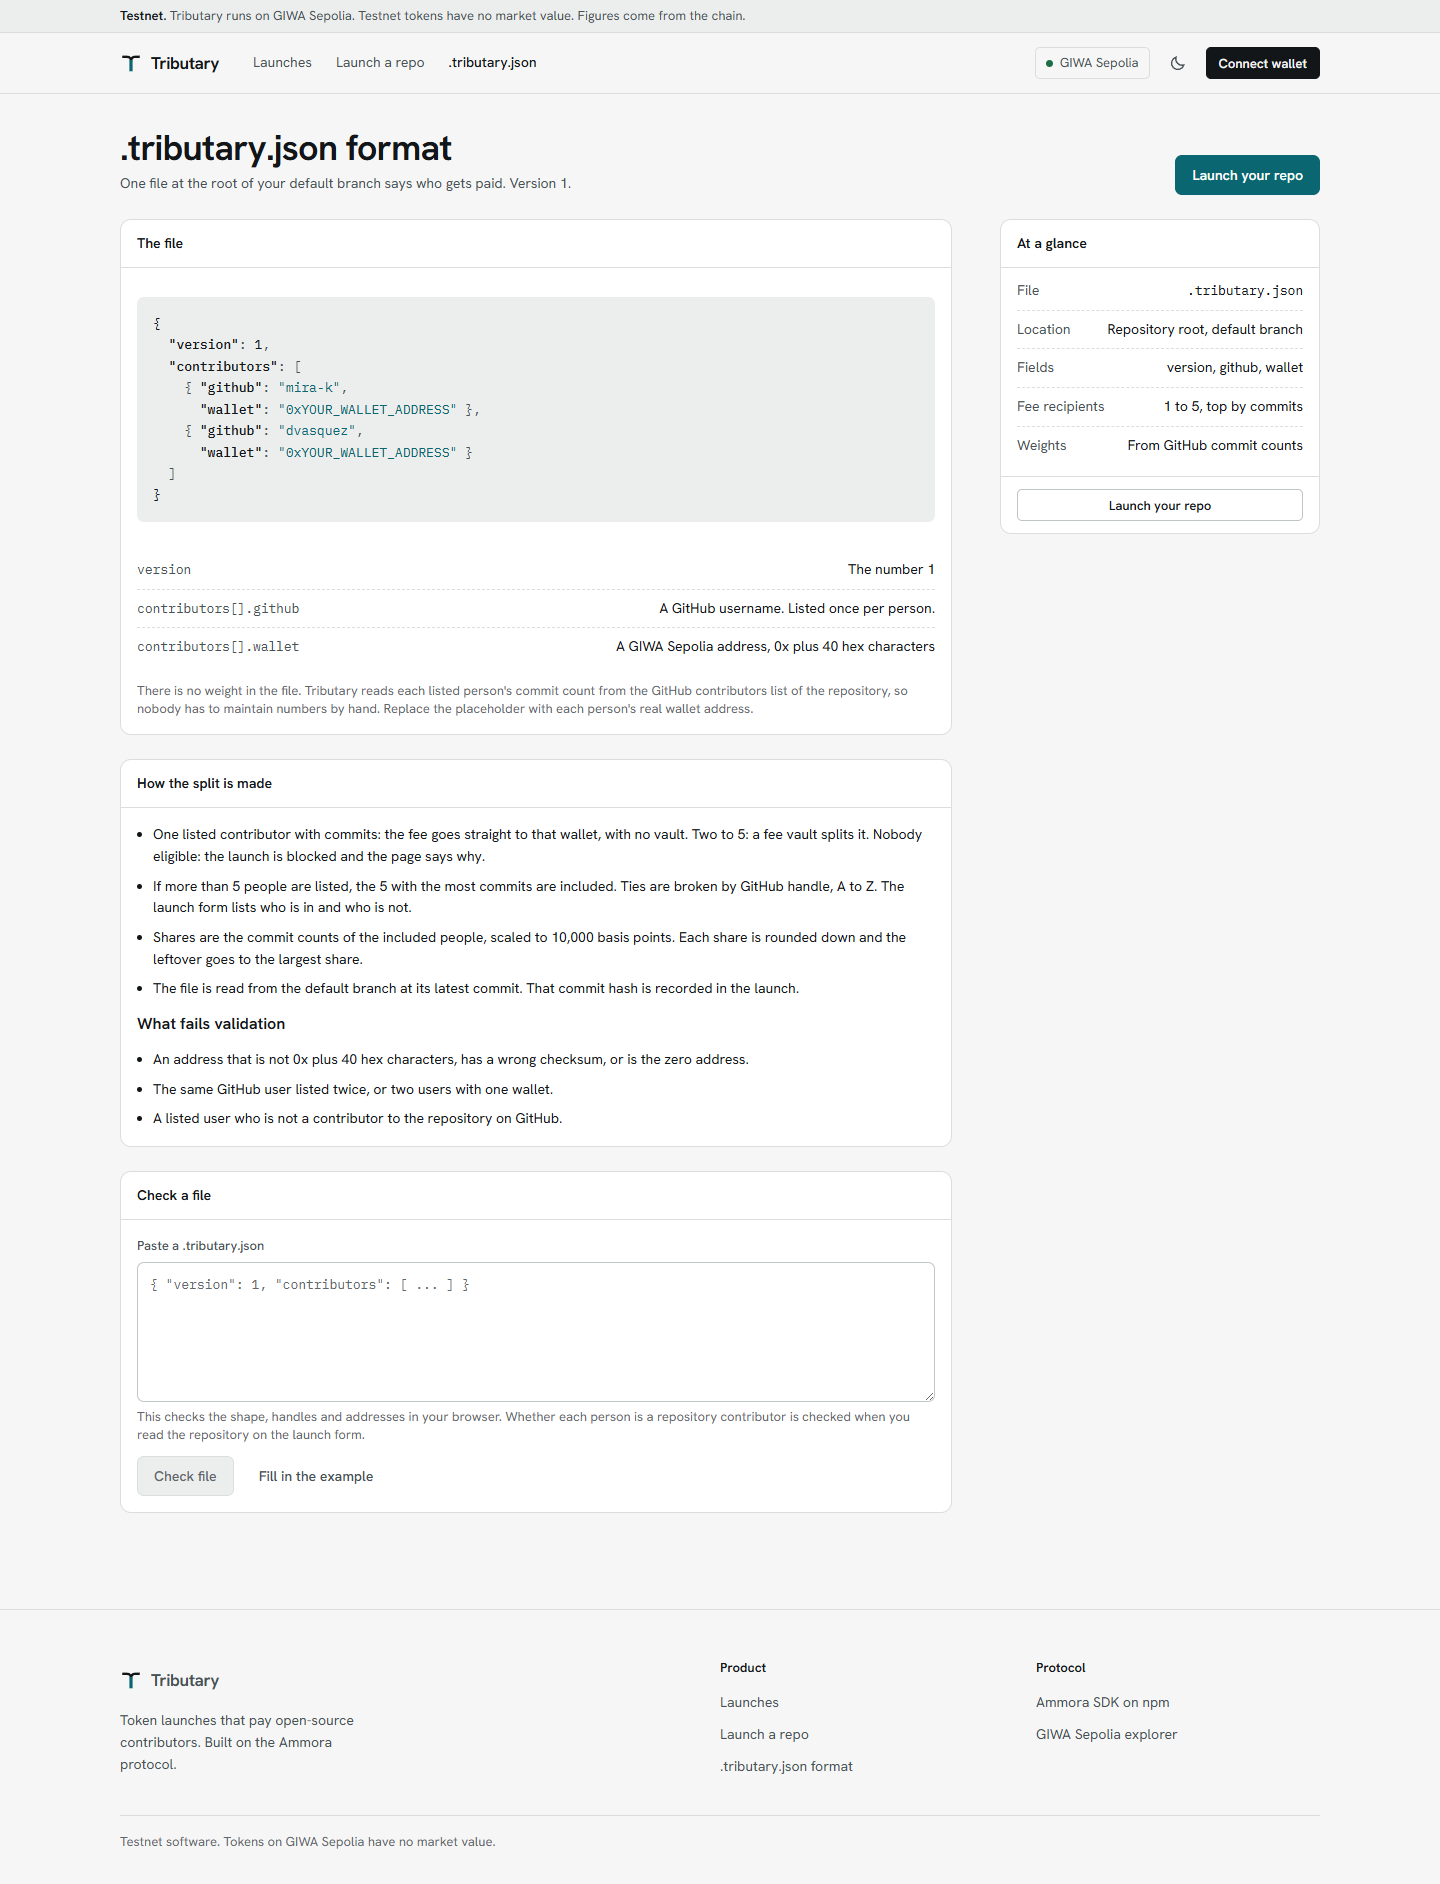 Testnet. Tributary runs on GIWA Sepolia. Testnet tokens have no market value. Figures come from the chain.
Tributary
Launches
Launch a repo
.tributary.json
GIWA Sepolia
Connect wallet
.tributary.json format
One file at the root of your default branch says who gets paid. Version 1.
Launch your repo
The file
{
"version": 1,
"contributors": [
{ "github": "mira-k",
"wallet": "0xYOUR_WALLET_ADDRESS" },
{ "github": "dvasquez",
"wallet": "0xYOUR_WALLET_ADDRESS" }
]
}
version
The number 1
contributors[].github
A GitHub username. Listed once per person.
contributors[].wallet
A GIWA Sepolia address, 0x plus 40 hex characters
There is no weight in the file. Tributary reads each listed person's commit count from the GitHub contributors list of the repository, so
nobody has to maintain numbers by hand. Replace the placeholder with each person's real wallet address.
At a glance
File
.tributary.json
Location
Repository root, default branch
Fields
version, github, wallet
Fee recipients
1 to 5, top by commits
Weights
From GitHub commit counts
Launch your repo
How the split is made
• One listed contributor with commits: the fee goes straight to that wallet, with no vault. Two to 5: a fee vault splits it. Nobody
eligible: the launch is blocked and the page says why.
• If more than 5 people are listed, the 5 with the most commits are included. Ties are broken by GitHub handle, A to Z. The
launch form lists who is in and who is not.
• Shares are the commit counts of the included people, scaled to 10,000 basis points. Each share is rounded down and the
leftover goes to the largest share.
• The file is read from the default branch at its latest commit. That commit hash is recorded in the launch.
What fails validation
• An address that is not 0x plus 40 hex characters, has a wrong checksum, or is the zero address.
• The same GitHub user listed twice, or two users with one wallet.
• A listed user who is not a contributor to the repository on GitHub.
Check a file
Paste a .tributary.json
{ "version": 1, "contributors": [ ... ] }
This checks the shape, handles and addresses in your browser. Whether each person is a repository contributor is checked when you
read the repository on the launch form.
Check file
Fill in the example
Tributary
Token launches that pay open-source
contributors. Built on the Ammora
protocol.
Product
Launches
Launch a repo
.tributary.json format
Protocol
Ammora SDK on npm
GIWA Sepolia explorer
Testnet software. Tokens on GIWA Sepolia have no market value.